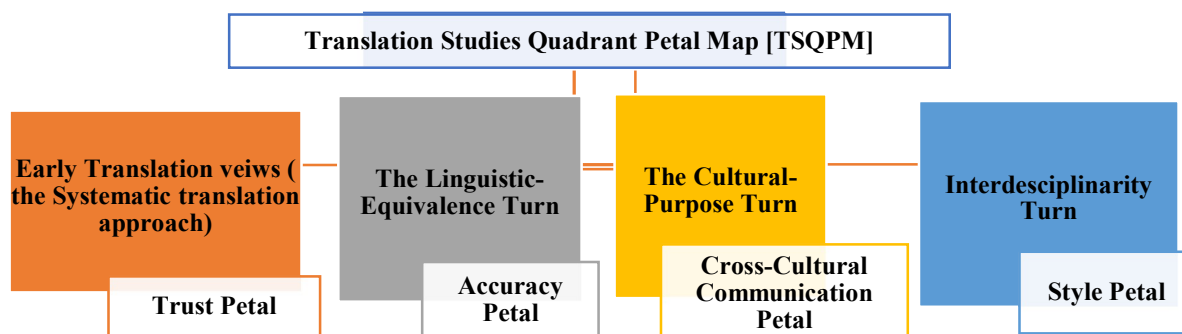 Translation Studies Quadrant Petal Map [TSQPM]
Early Translation veiws (
the Systematic translation
approach)
Trust Petal
The Linguistic-
Equivalence Turn
Accuracy
Petal
The Cultural-
Purpose Turn
Cross-Cultural
Communication
Petal
Interdesciplinarity
Turn
Style Petal